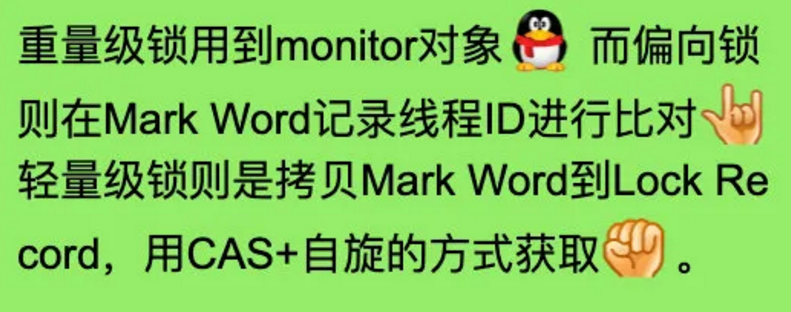 重量级锁用到monitor对象🐧 而偏向锁
则在Mark Word记录线程ID进行比对🤟
轻量级锁则是拷贝Mark Word到Lock Re
cord，用CAS+自旋的方式获取✊。